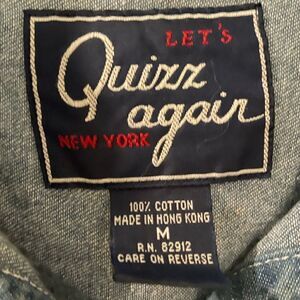 LET'S
Quizz
again
NEW YORK
100% COTTON
MADE IN HONG KONG
M
R.N. 82912
CARE ON REVERSE